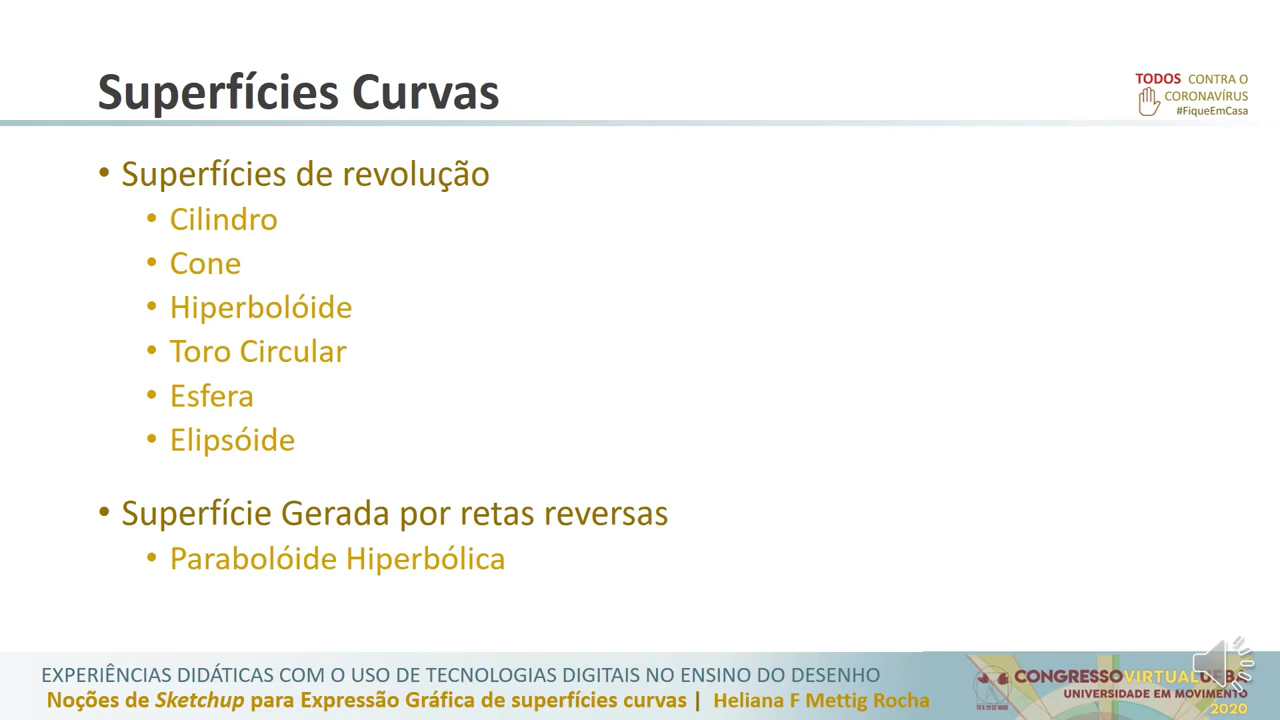 Superfícies Curvas
TODOS CONTRA O
CORONAVÍRUS
#FiqueEmCasa
• Superfícies de revolução
• Cilindro
• Cone
• Hiperbolóide
• Toro Circular
• Esfera
• Elipsóide
• Superfície Gerada por retas reversas
• Parabolóide Hiperbólica
EXPERIÊNCIAS DIDÁTICAS COM O USO DE TECNOLOGIAS DIGITAIS NO ENSINO DO DESENHO
Noções de Sketchup para Expressão Gráfica de superfícies curvas | Heliana F Mettig Rocha
CONGRESSOVIRTUAL
UNIVERSIDADE EM MOVIMENTO
2020